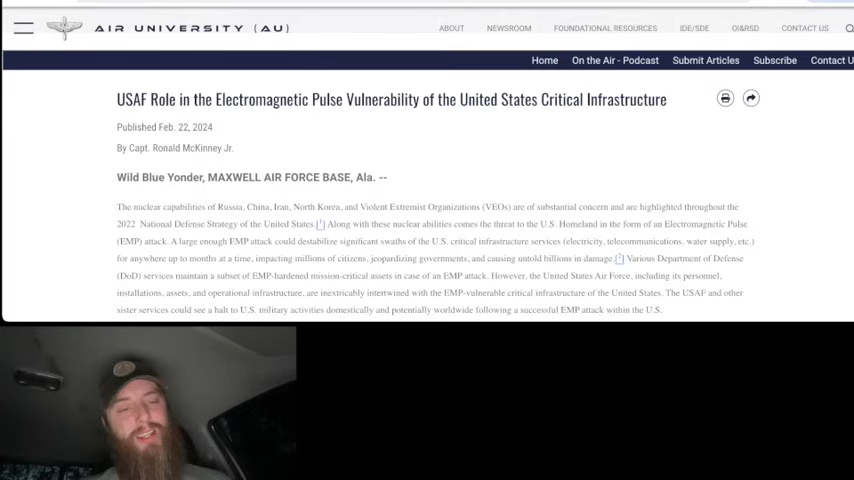 AIR UNIVERSITY (AU)
ABOUT NEWSROOM FOUNDATIONAL RESOURCES IDE/SDE OI&RSD CONTACT US
Home On the Air - Podcast Submit Articles Subscribe Contact U
USAF Role in the Electromagnetic Pulse Vulnerability of the United States Critical Infrastructure
Published Feb. 22, 2024
By Capt. Ronald McKinney Jr.
Wild Blue Yonder, MAXWELL AIR FORCE BASE, Ala. --
The nuclear capabilities of Russia, China, Iran, North Korea, and Violent Extremist Organizations (VEOs) are of substantial concern and are highlighted throughout the
2022 National Defense Strategy of the United States.[1] Along with these nuclear abilities comes the threat to the U.S. Homeland in the form of an Electromagnetic Pulse
(EMP) attack. A large enough EMP attack could destabilize significant swaths of the U.S. critical infrastructure services (electricity, telecommunications, water supply, etc.)
for anywhere up to months at a time, impacting millions of citizens, jeopardizing governments, and causing untold billions in damage.[2] Various Department of Defense
(DoD) services maintain a subset of EMP-hardened mission-critical assets in case of an EMP attack. However, the United States Air Force, including its personnel,
installations, assets, and operational infrastructure, are inextricably intertwined with the EMP-vulnerable critical infrastructure of the United States. The USAF and other
sister services could see a halt to U.S. military activities domestically and potentially worldwide following a successful EMP attack within the U.S.